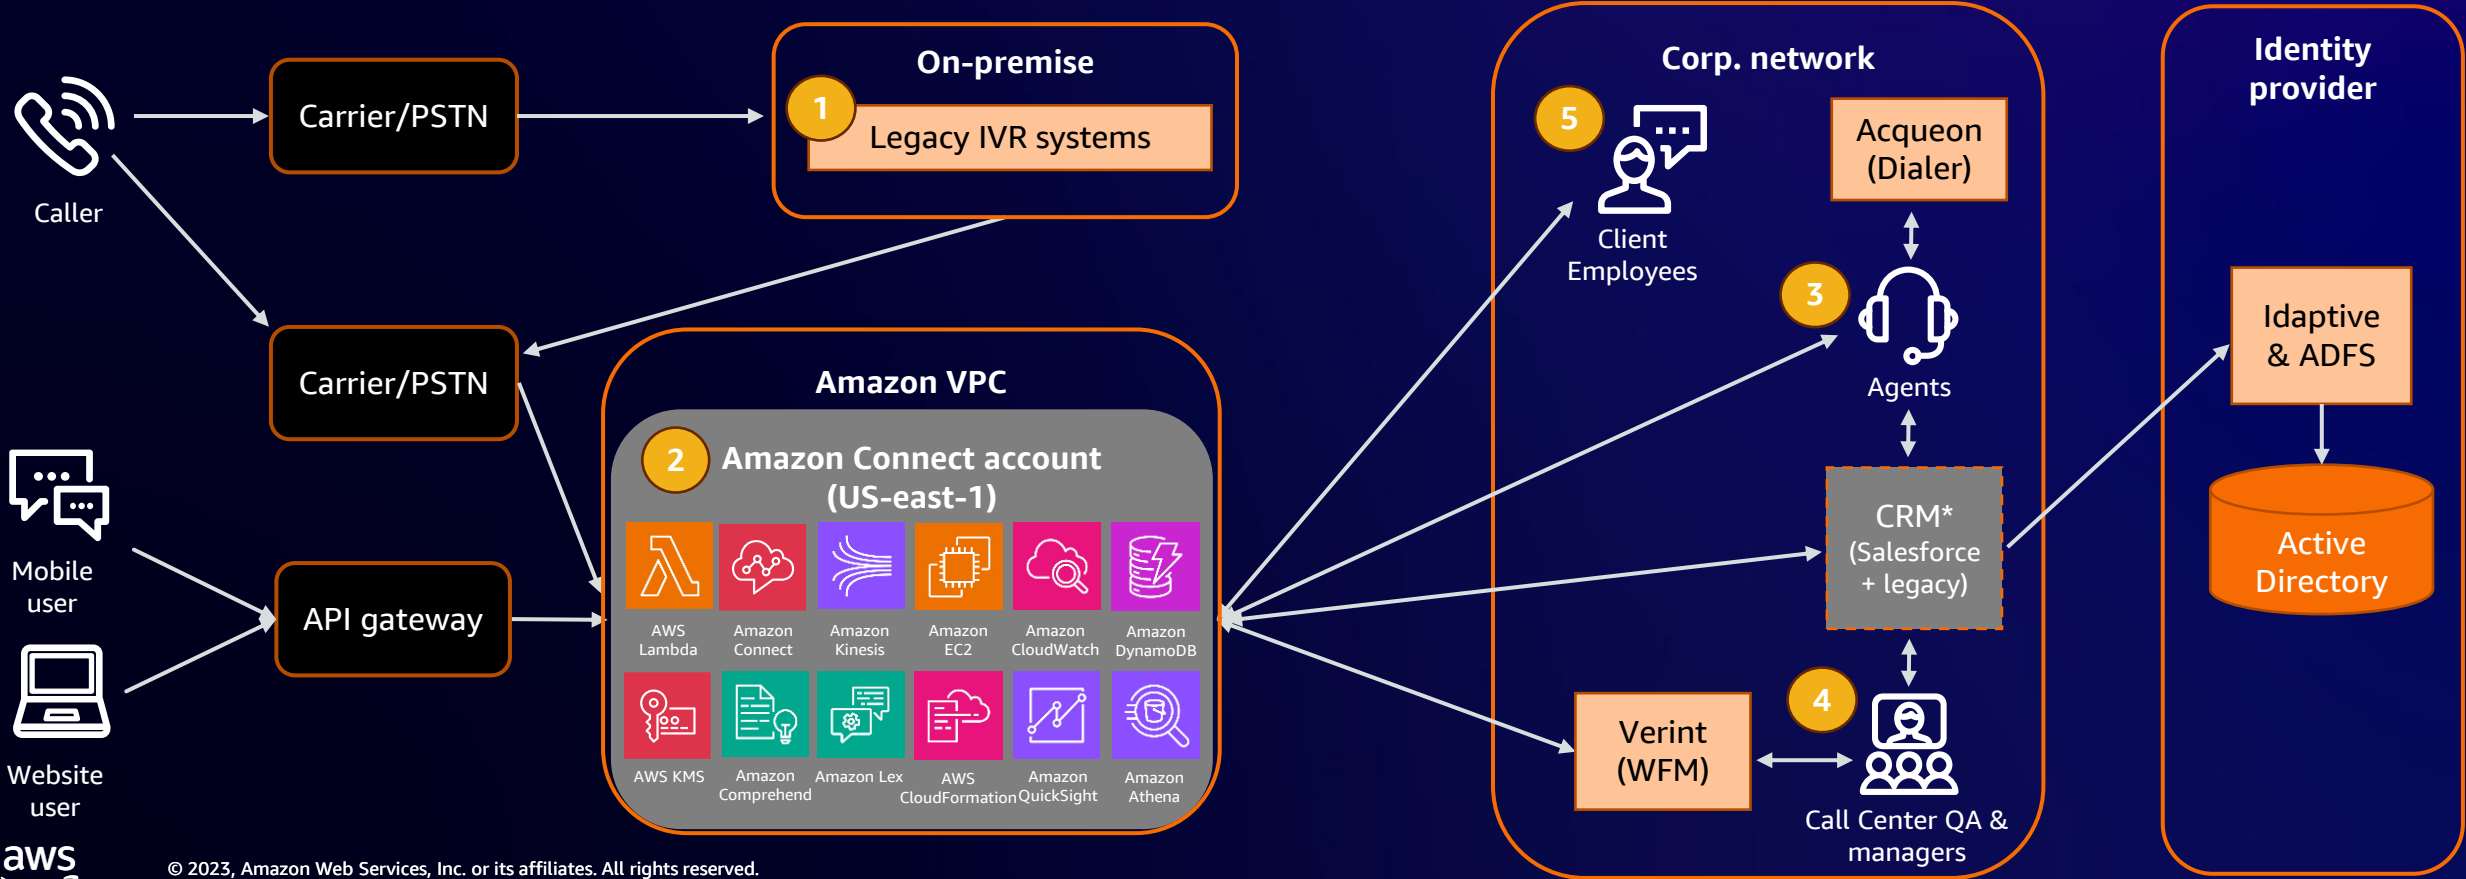 Caller
Mobile
user
Website
user
Carrier/PSTN
Carrier/PSTN
API gateway
On-premise
1
Legacy IVR systems
Amazon VPC
2
Amazon Connect account
(US-east-1)
AWS
Lambda
Amazon
Connect
Amazon
Kinesis
Amazon
EC2
Amazon
CloudWatch
Amazon
DynamoDB
AWS KMS
Amazon
Comprehend
Amazon Lex
AWS
CloudFormation
Amazon
QuickSight
Amazon
Athena
Corp. network
5
Client
Employees
Acqueon
(Dialer)
3
Agents
CRM*
(Salesforce
+ legacy)
Verint
(WFM)
4
Call Center QA &
managers
Identity
provider
Idaptive
& ADFS
Active
Directory
aws
© 2023, Amazon Web Services, Inc. or its affiliates. All rights reserved.